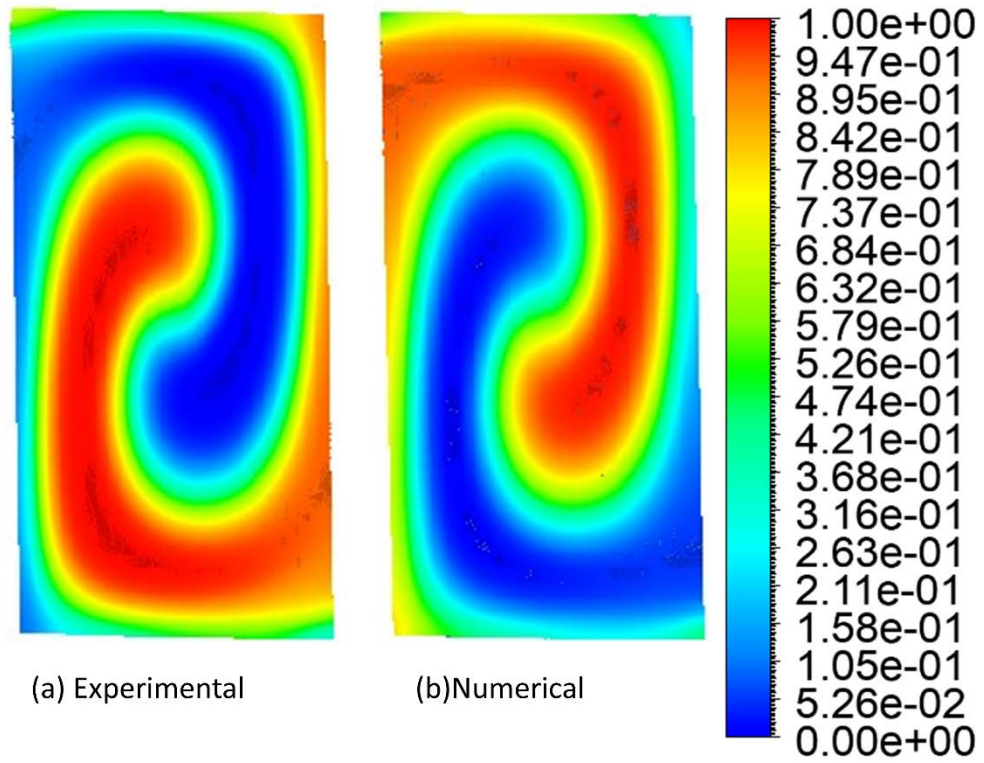 1.00e+00
9.47e-01
8.95e-01
8.42e-01
7.89e-01
7.37e-01
6.84e-01
6.32e-01
5.79e-01
5.26e-01
4.74e-01
4.21e-01
3.68e-01
3.16e-01
2.63e-01
2.11e-01
1.58e-01
1.05e-01
5.26e-02
0.00e+00
(a) Experimental
(b)Numerical